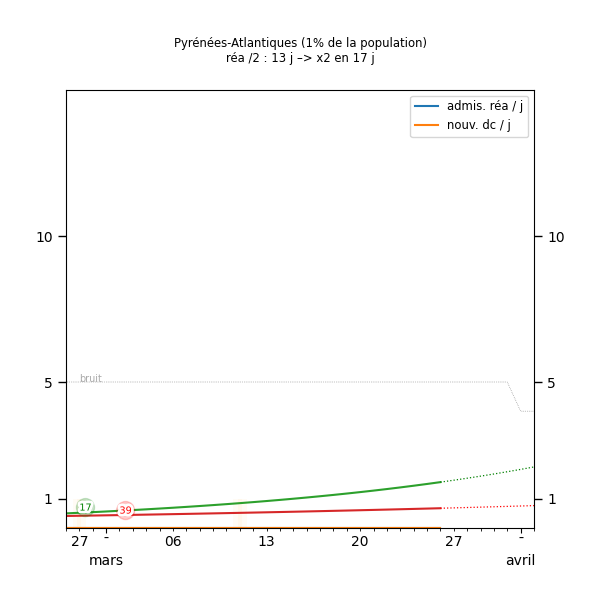 Pyrénées-Atlantiques (1% de la population)
réa /2 : 13 j –> x2 en 17 j
admis. réa / j
nouv. dc / j
10
10
bruit
5
5
17
39
1
1
27 - 06 13 20 27 -
mars avril